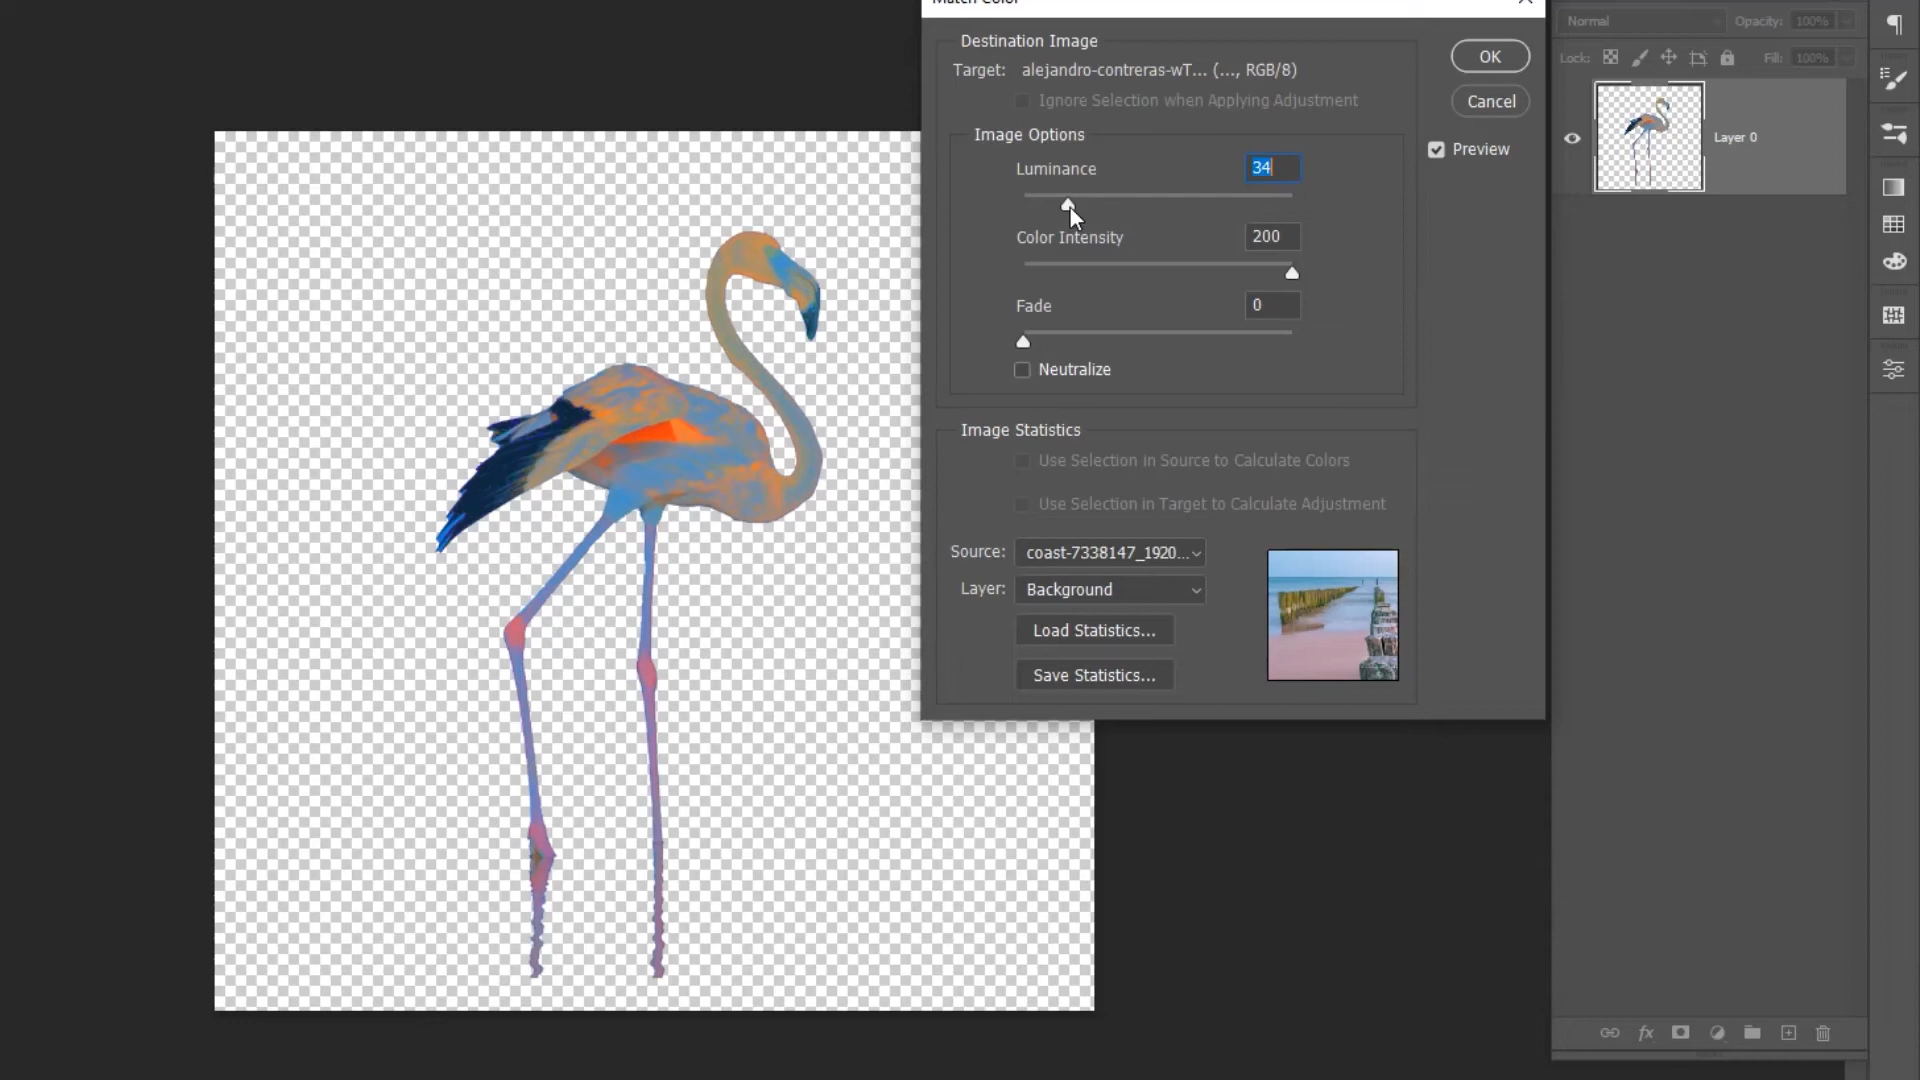 Match Color
Destination Image
Target: alejandro-contreras-wT... (..., RGB/8)
Ignore Selection when Applying Adjustment
Image Options
Luminance 34
Color Intensity 200
Fade 0
Neutralize
OK
Cancel
Preview
Image Statistics
Use Selection in Source to Calculate Colors
Use Selection in Target to Calculate Adjustment
Source: coast-7338147_1920...
Layer: Background
Load Statistics...
Save Statistics...
Normal Opacity: 100%
Lock: Fill: 100%
Layer 0
fx